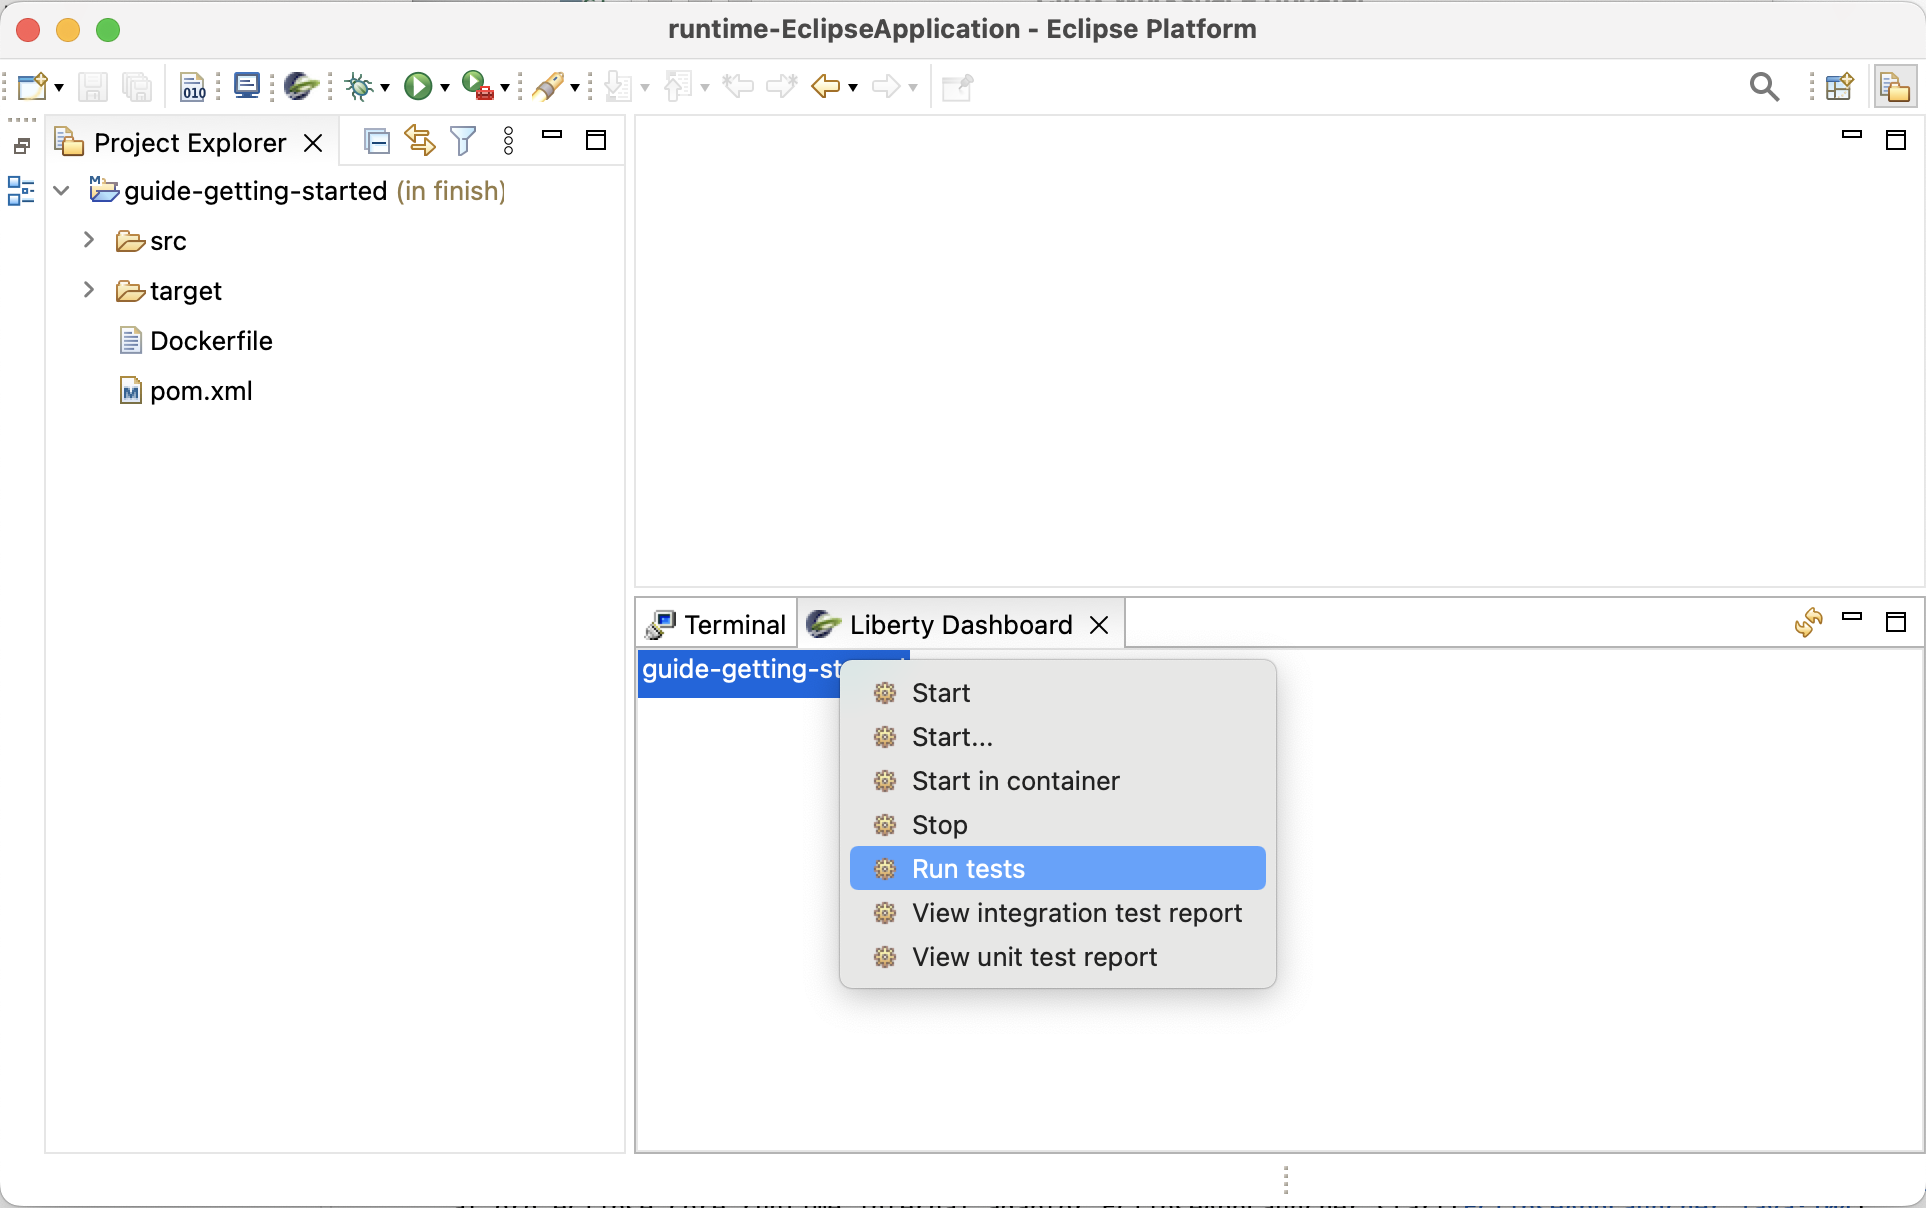 runtime-EclipseApplication - Eclipse Platform
010
Project Explorer
guide-getting-started (in finish)
src
target
Dockerfile
pom.xml
Terminal
Liberty Dashboard
guide-getting-st
Start
Start...
Start in container
Stop
Run tests
View integration test report
View unit test report